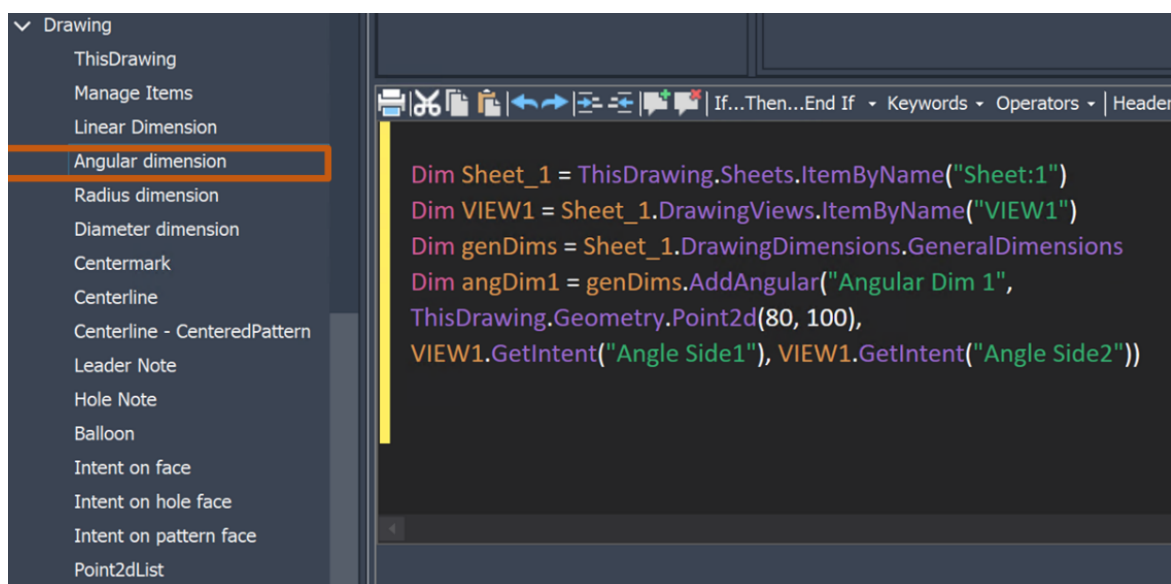 Drawing
ThisDrawing
Manage Items
Linear Dimension
Angular dimension
Radius dimension
Diameter dimension
Centermark
Centerline
Centerline - CenteredPattern
Leader Note
Hole Note
Balloon
Intent on face
Intent on hole face
Intent on pattern face
Point2dList
If...Then...End If Keywords Operators Header
Dim Sheet_1 = ThisDrawing.Sheets.ItemByName("Sheet:1")
Dim VIEW1 = Sheet_1.DrawingViews.ItemByName("VIEW1")
Dim genDims = Sheet_1.DrawingDimensions.GeneralDimensions
Dim angDim1 = genDims.AddAngular("Angular Dim 1",
ThisDrawing.Geometry.Point2d(80, 100),
VIEW1.GetIntent("Angle Side1"), VIEW1.GetIntent("Angle Side2"))